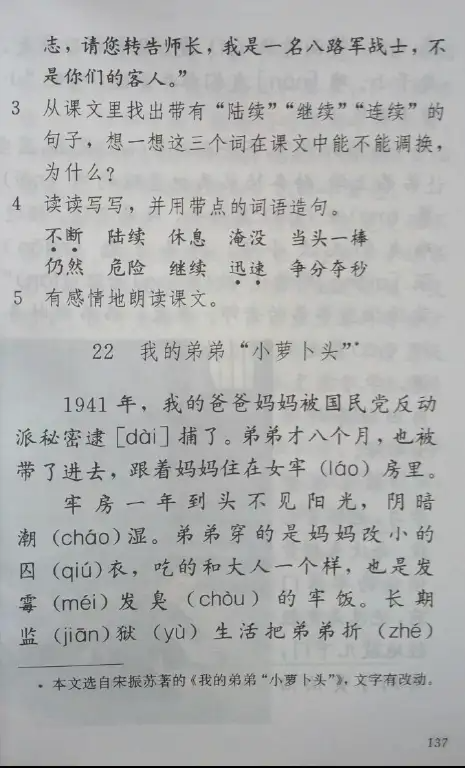 志，请您转告师长，我是一名八路军战士，不
是你们的客人。”
3 从课文里找出带有“陆续”“继续”“连续”的
句子，想一想这三个词在课文中能不能调换，
为什么？
4 读读写写，并用带点的词语造句。
不断 陆续 休息 淹没 当头一棒
仍然 危险 继续 迅速 争分夺秒
5 有感情地朗读课文。
22 我的弟弟“小萝卜头”*
1941 年，我的爸爸妈妈被国民党反动
派秘密逮[dài]捕了。弟弟才八个月，也被
带了进去，跟着妈妈住在女牢（láo）房里。
牢房一年到头不见阳光，阴暗
潮（cháo）湿。弟弟穿的是妈妈改小的
囚（qiú）衣，吃的和大人一个样，也是发
霉（méi）发臭（chòu）的牢饭。长期
监（jiān）狱（yù）生活把弟弟折（zhé）
* 本文选自宋振苏著的《我的弟弟“小萝卜头”》，文字有改动。
137